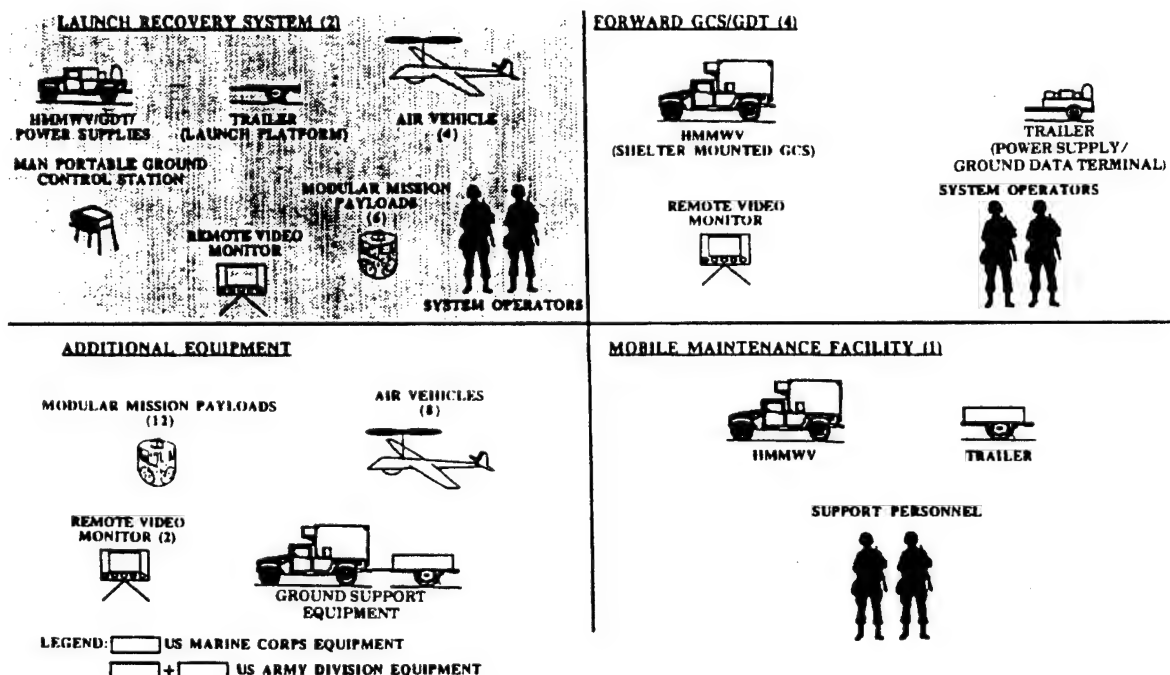 LAUNCH RECOVERY SYSTEM (2)
HMMWV/GDT/
POWER SUPPLIES
TRAILER
(LAUNCH PLATFORM)
AIR VEHICLE
(4)
MAN PORTABLE GROUND
CONTROL STATION
MODULAR MISSION
PAYLOADS
(6)
REMOTE VIDEO
MONITOR
SYSTEM OPERATORS
FORWARD GCS/GDT (4)
HMMWV
(SHELTER MOUNTED GCS)
TRAILER
(POWER SUPPLY/
GROUND DATA TERMINAL)
REMOTE VIDEO
MONITOR
SYSTEM OPERATORS
ADDITIONAL EQUIPMENT
MODULAR MISSION PAYLOADS
(12)
AIR VEHICLES
(8)
REMOTE VIDEO
MONITOR (2)
GROUND SUPPORT
EQUIPMENT
LEGEND: US MARINE CORPS EQUIPMENT
+ US ARMY DIVISION EQUIPMENT
MOBILE MAINTENANCE FACILITY (1)
HMMWV
TRAILER
SUPPORT PERSONNEL